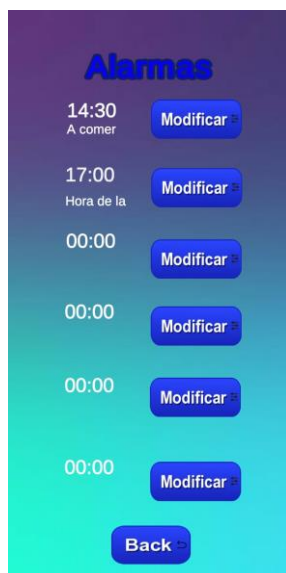 Alarmas
14:30 Modificar
A comer
17:00 Modificar
Hora de la
00:00 Modificar
00:00 Modificar
00:00 Modificar
00:00 Modificar
Back